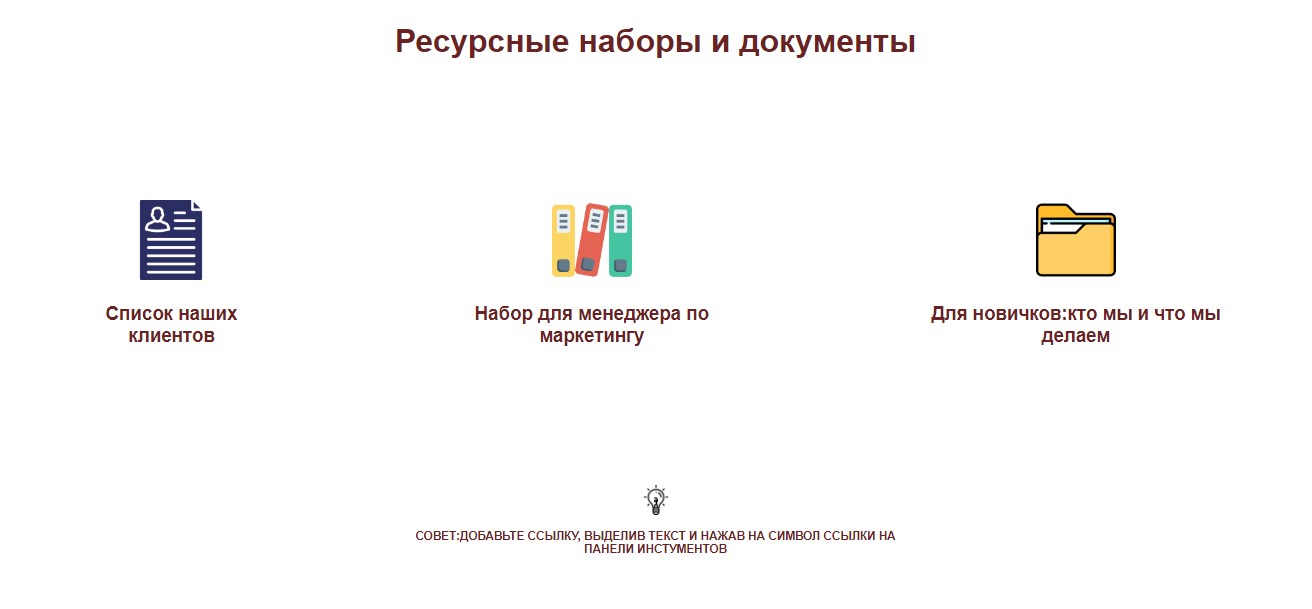 Ресурсные наборы и документы
Список наших
клиентов
Набор для менеджера по
маркетингу
Для новичков:кто мы и что мы
делаем
СОВЕТ:ДОБАВЬТЕ ССЫЛКУ, ВЫДЕЛИВ ТЕКСТ И НАЖАВ НА СИМВОЛ ССЫЛКИ НА
ПАНЕЛИ ИНСТУМЕНТОВ